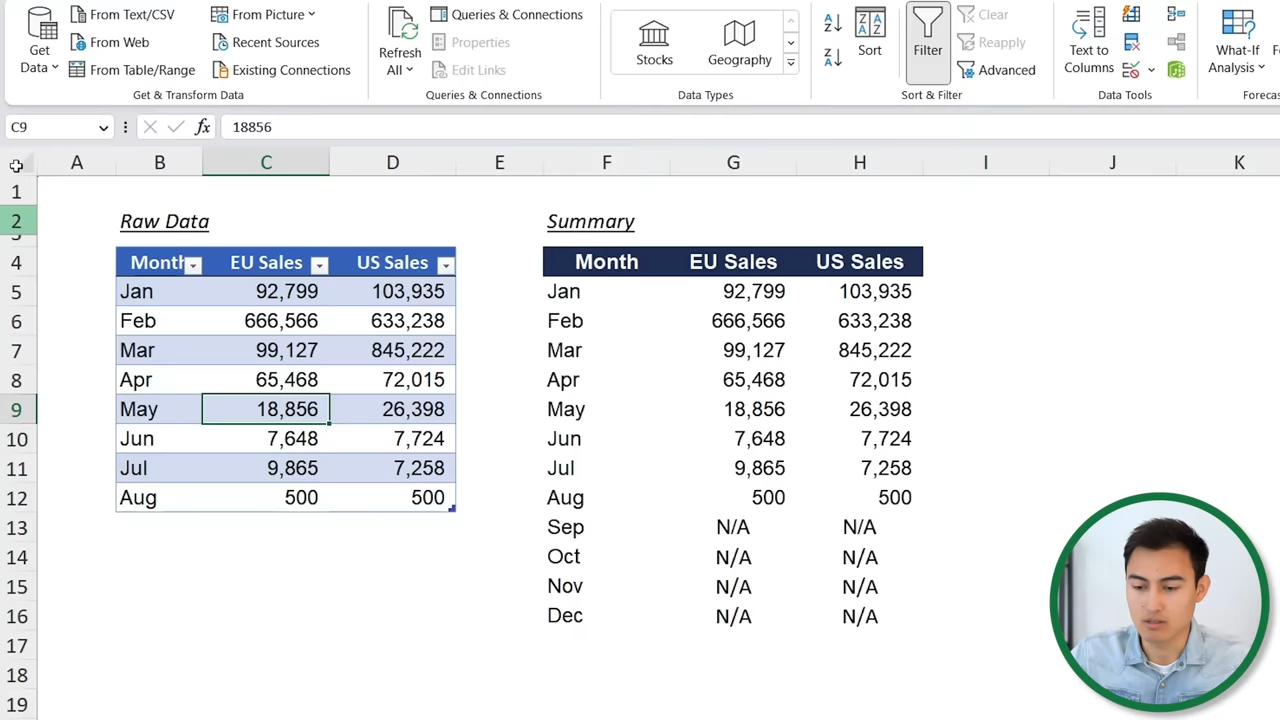 From Text/CSV
From Picture
Queries & Connections
Clear
Get
Data
From Web
Recent Sources
Refresh
All
Properties
Stocks
Geography
Sort
Filter
Reapply
Text to
Columns
What-If
Analysis
From Table/Range
Existing Connections
Edit Links
Advanced
Get & Transform Data
Queries & Connections
Data Types
Sort & Filter
Data Tools
Forecas
C9
fx
18856
A B C D E F G H I J K
1
2 Raw Data Summary
3
4 Month EU Sales US Sales Month EU Sales US Sales
5 Jan 92,799 103,935 Jan 92,799 103,935
6 Feb 666,566 633,238 Feb 666,566 633,238
7 Mar 99,127 845,222 Mar 99,127 845,222
8 Apr 65,468 72,015 Apr 65,468 72,015
9 May 18,856 26,398 May 18,856 26,398
10 Jun 7,648 7,724 Jun 7,648 7,724
11 Jul 9,865 7,258 Jul 9,865 7,258
12 Aug 500 500 Aug 500 500
13 Sep N/A N/A
14 Oct N/A N/A
15 Nov N/A N/A
16 Dec N/A N/A
17
18
19